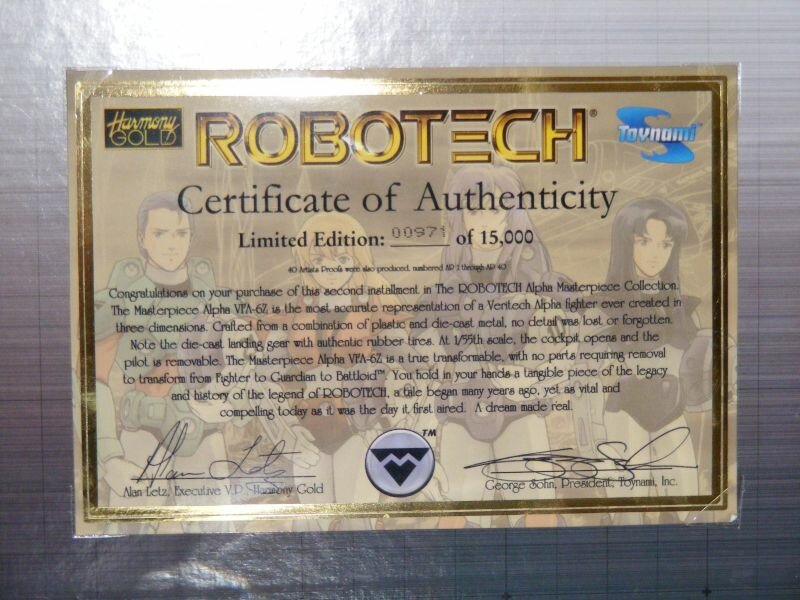 Harmony
GOLD
ROBOTECH®
Toynami™
Certificate of Authenticity
Limited Edition: 00971 of 15,000
40 Artists Proofs were also produced, numbered AP 1 through AP 40
Congratulations on your purchase of this second installment in The ROBOTECH Alpha Masterpiece Collection.
The Masterpiece Alpha VFA-6Z is the most accurate representation of a Veritech Alpha fighter ever created in
three dimensions. Crafted from a combination of plastic and die-cast metal, no detail was lost or forgotten.
Note the die-cast landing gear with authentic rubber tires. At 1/55th scale, the cockpit opens and the
pilot is removable. The Masterpiece Alpha VFA-6Z is a true transformable, with no parts requiring removal
to transform from Fighter to Guardian to Battloid™. You hold in your hands a tangible piece of the legacy
and history of the legend of ROBOTECH, a tale began many years ago, yet as vital and
compelling today as it was the day it first aired. A dream made real.
Alan Letz
TM
Alan Letz, Executive V.P., Harmony Gold
George Sohn, President, Toynami, Inc.